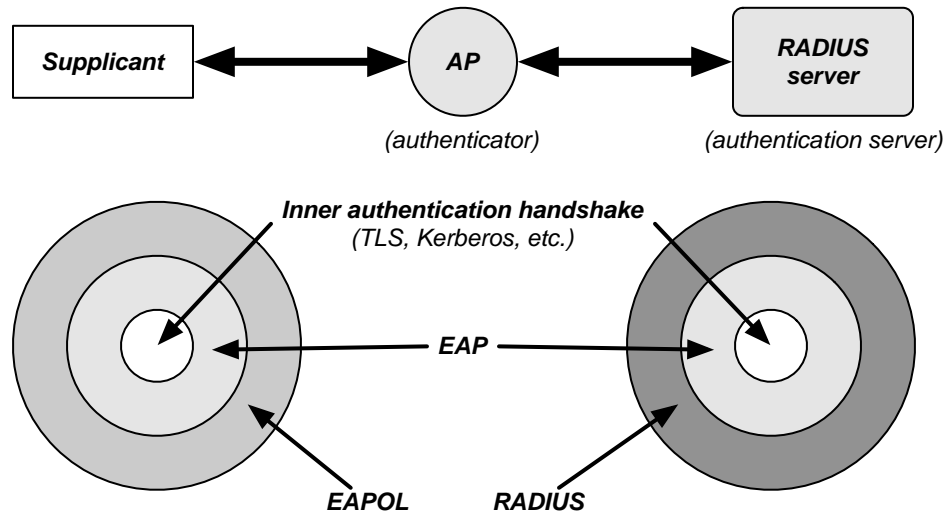 Supplicant
AP
RADIUS
server
(authenticator)
(authentication server)
Inner authentication handshake
(TLS, Kerberos, etc.)
EAP
EAPOL
RADIUS